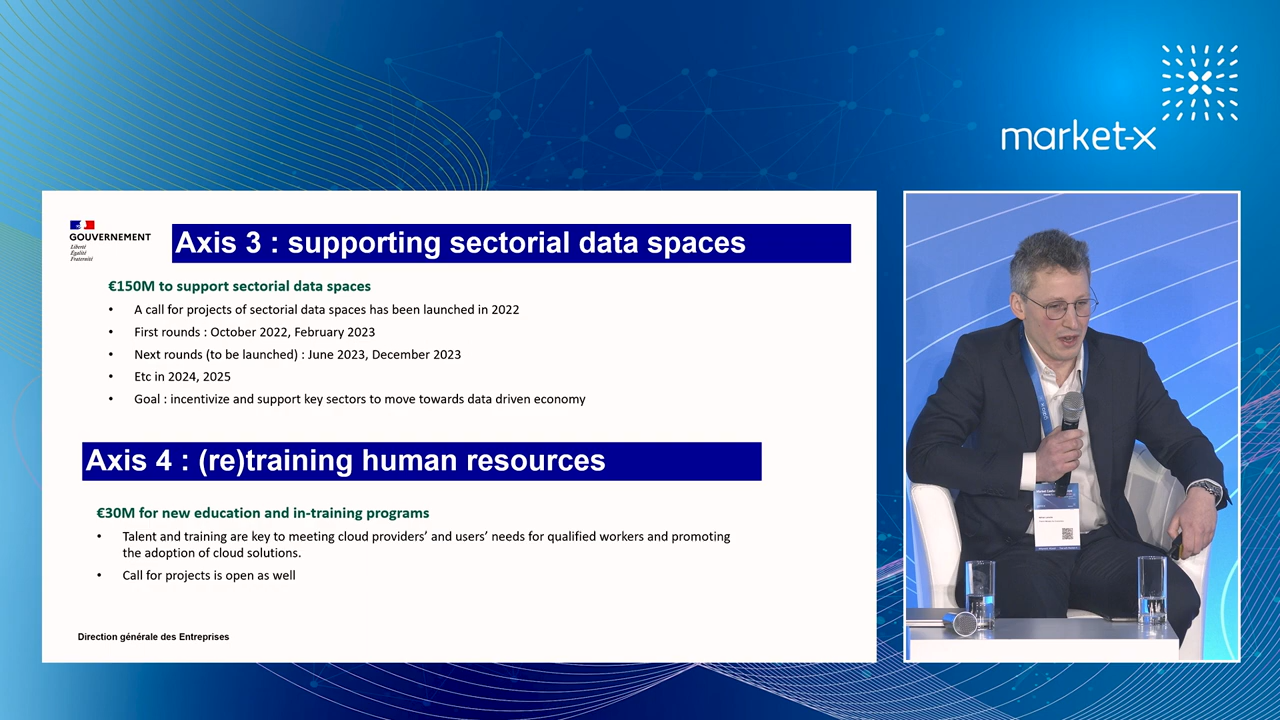 market-x
GOUVERNEMENT
Liberté
Égalité
Fraternité
Axis 3 : supporting sectorial data spaces
€150M to support sectorial data spaces
• A call for projects of sectorial data spaces has been launched in 2022
• First rounds : October 2022, February 2023
• Next rounds (to be launched) : June 2023, December 2023
• Etc in 2024, 2025
• Goal : incentivize and support key sectors to move towards data driven economy
Axis 4 : (re)training human resources
€30M for new education and in-training programs
• Talent and training are key to meeting cloud providers’ and users’ needs for qualified workers and promoting
the adoption of cloud solutions.
• Call for projects is open as well
Direction générale des Entreprises